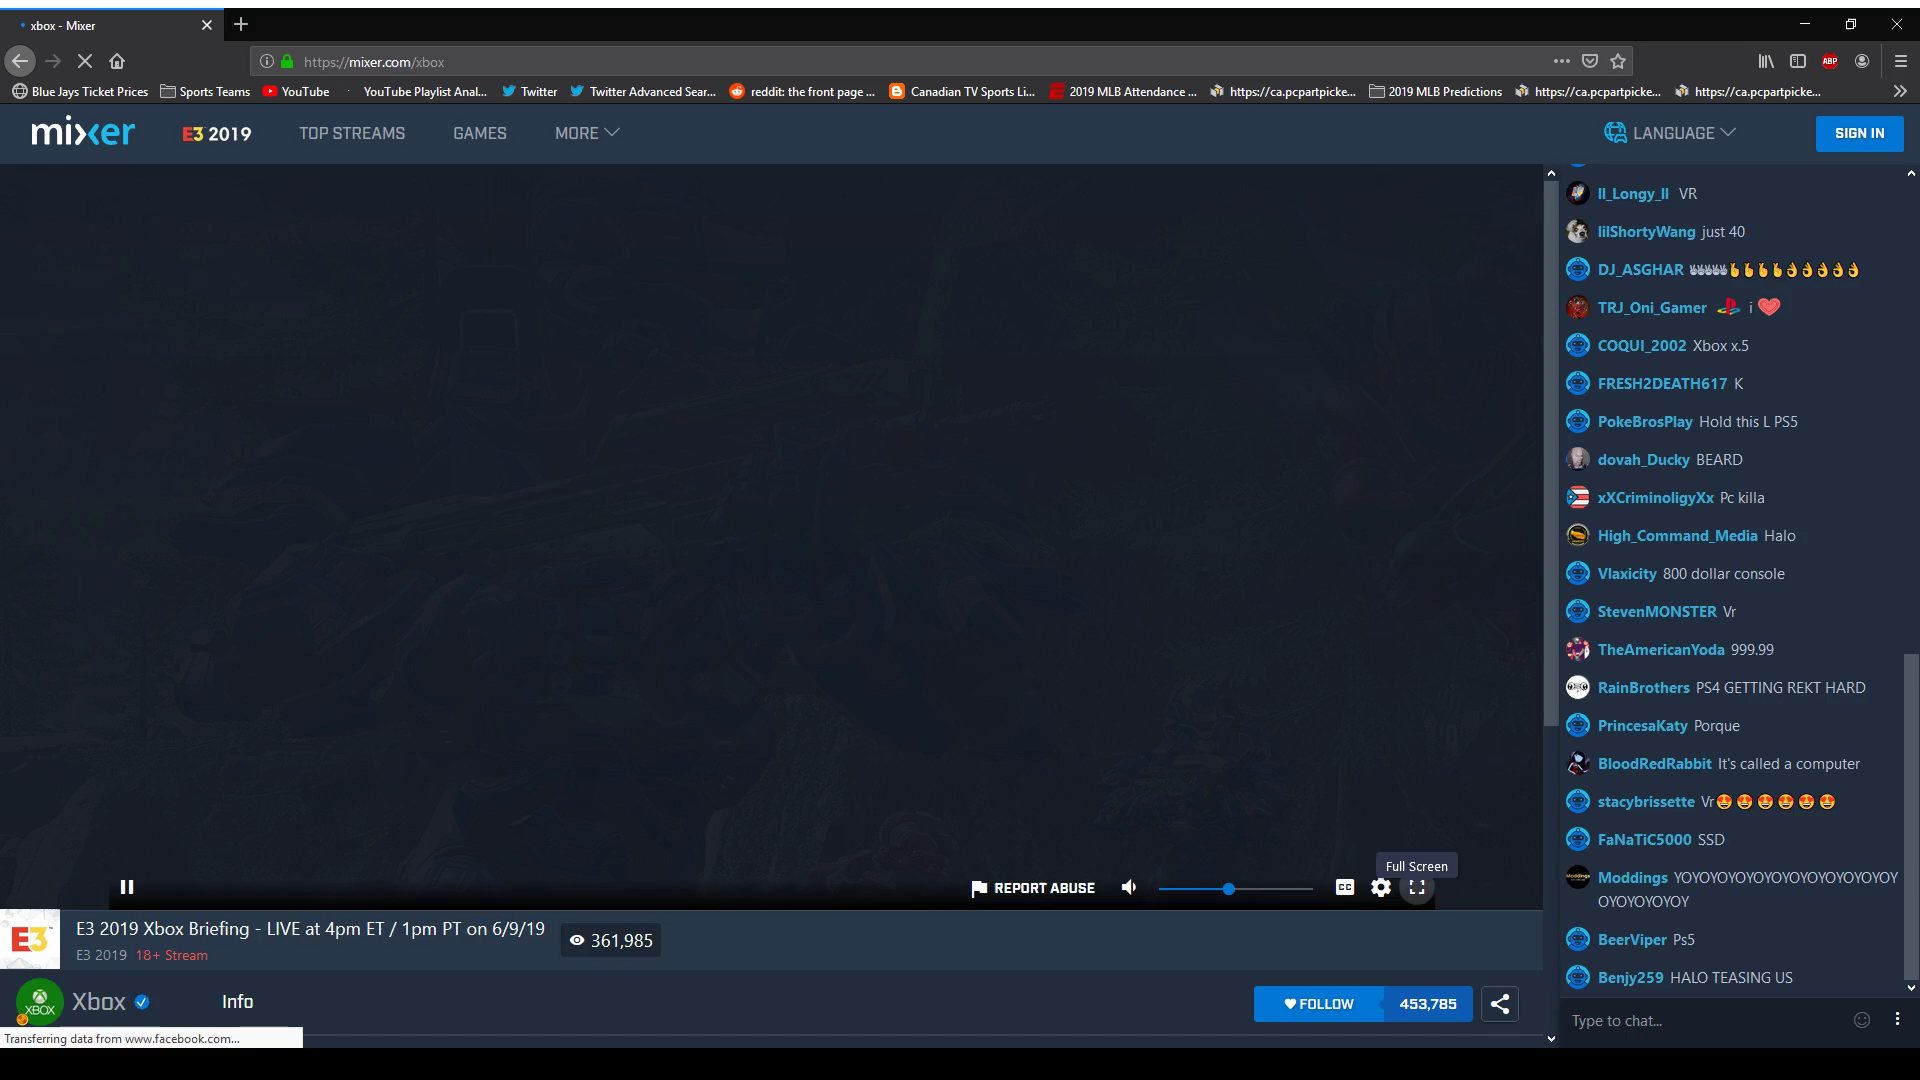 xbox - Mixer
https://mixer.com/xbox
Blue Jays Ticket Prices Sports Teams YouTube YouTube Playlist Anal... Twitter Twitter Advanced Sear... reddit: the front page ... Canadian TV Sports Li... 2019 MLB Attendance ... https://ca.pcpartpicke... 2019 MLB Predictions https://ca.pcpartpicke... https://ca.pcpartpicke...
ABP
mixer E3 2019 TOP STREAMS GAMES MORE LANGUAGE SIGN IN
ll_Longy_ll VR
lilShortyWang just 40
DJ_ASGHAR
TRJ_Oni_Gamer i
COQUI_2002 Xbox x.5
FRESH2DEATH617 K
PokeBrosPlay Hold this L PS5
dovah_Ducky BEARD
xXCriminoligyXx Pc killa
High_Command_Media Halo
Vlaxicity 800 dollar console
StevenMONSTER Vr
TheAmericanYoda 999.99
RainBrothers PS4 GETTING REKT HARD
PrincesaKaty Porque
BloodRedRabbit It's called a computer
stacybrissette Vr😍😍😍😍😍😍
FaNaTiC5000 SSD
Moddings YOYOYOYOYOYOYOYOYOYOYOYOY
OYOYOYOYOY
BeerViper Ps5
Benjy259 HALO TEASING US
Type to chat...
Full Screen
REPORT ABUSE CC
E3
E3 2019 Xbox Briefing - LIVE at 4pm ET / 1pm PT on 6/9/19
361,985
E3 2019 18+ Stream
XBOX
Xbox Info FOLLOW 453,785
Transferring data from www.facebook.com...